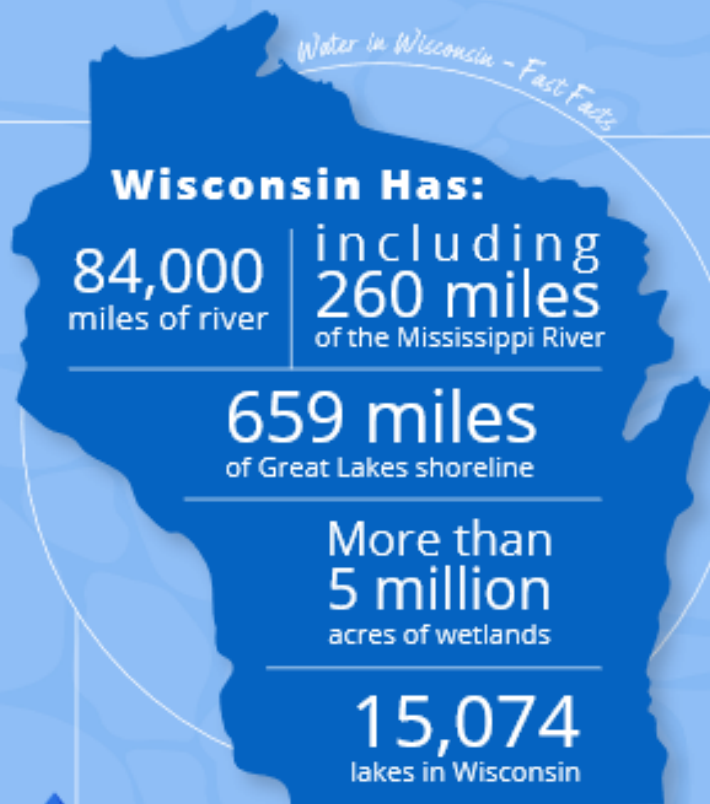 Water in Wisconsin - Fast Facts
Wisconsin Has:
84,000
miles of river
including
260 miles
of the Mississippi River
659 miles
of Great Lakes shoreline
More than
5 million
acres of wetlands
15,074
lakes in Wisconsin